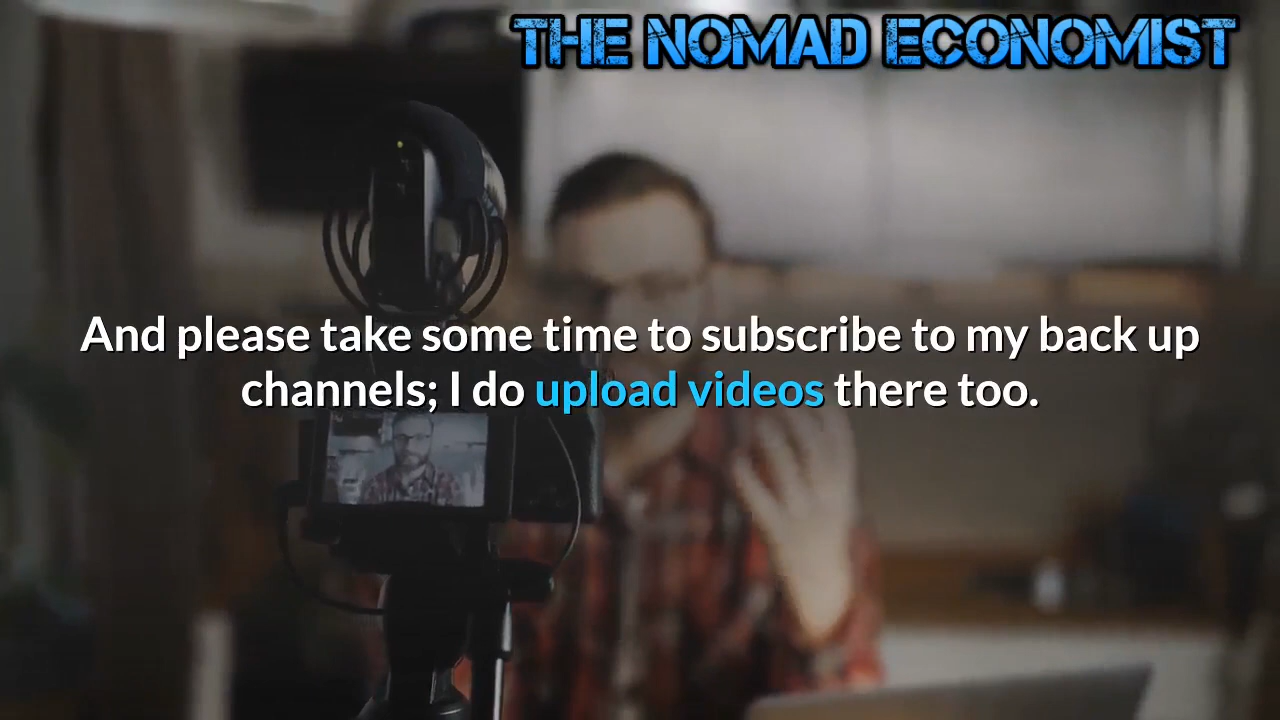 THE NOMAD ECONOMIST
And please take some time to subscribe to my back up
channels; I do upload videos there too.